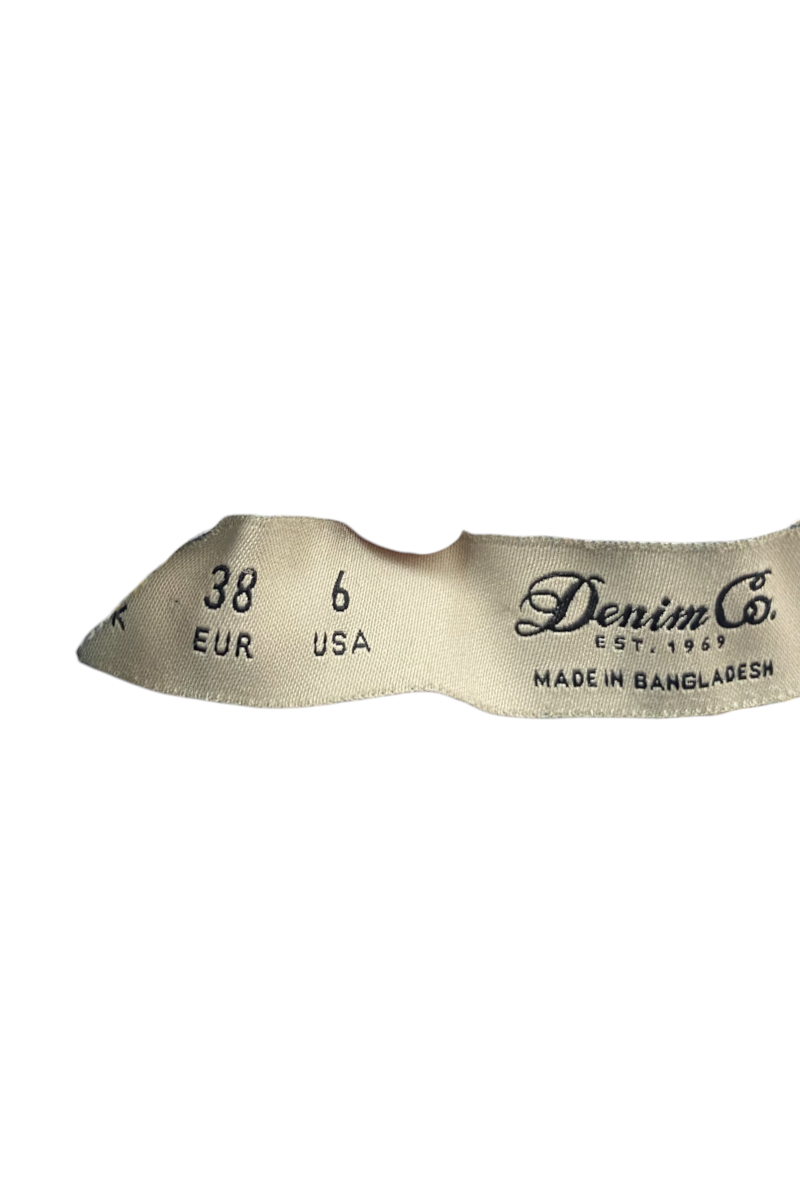 38 6
EUR USA
Denim Co.
EST. 1969
MADE IN BANGLADESH